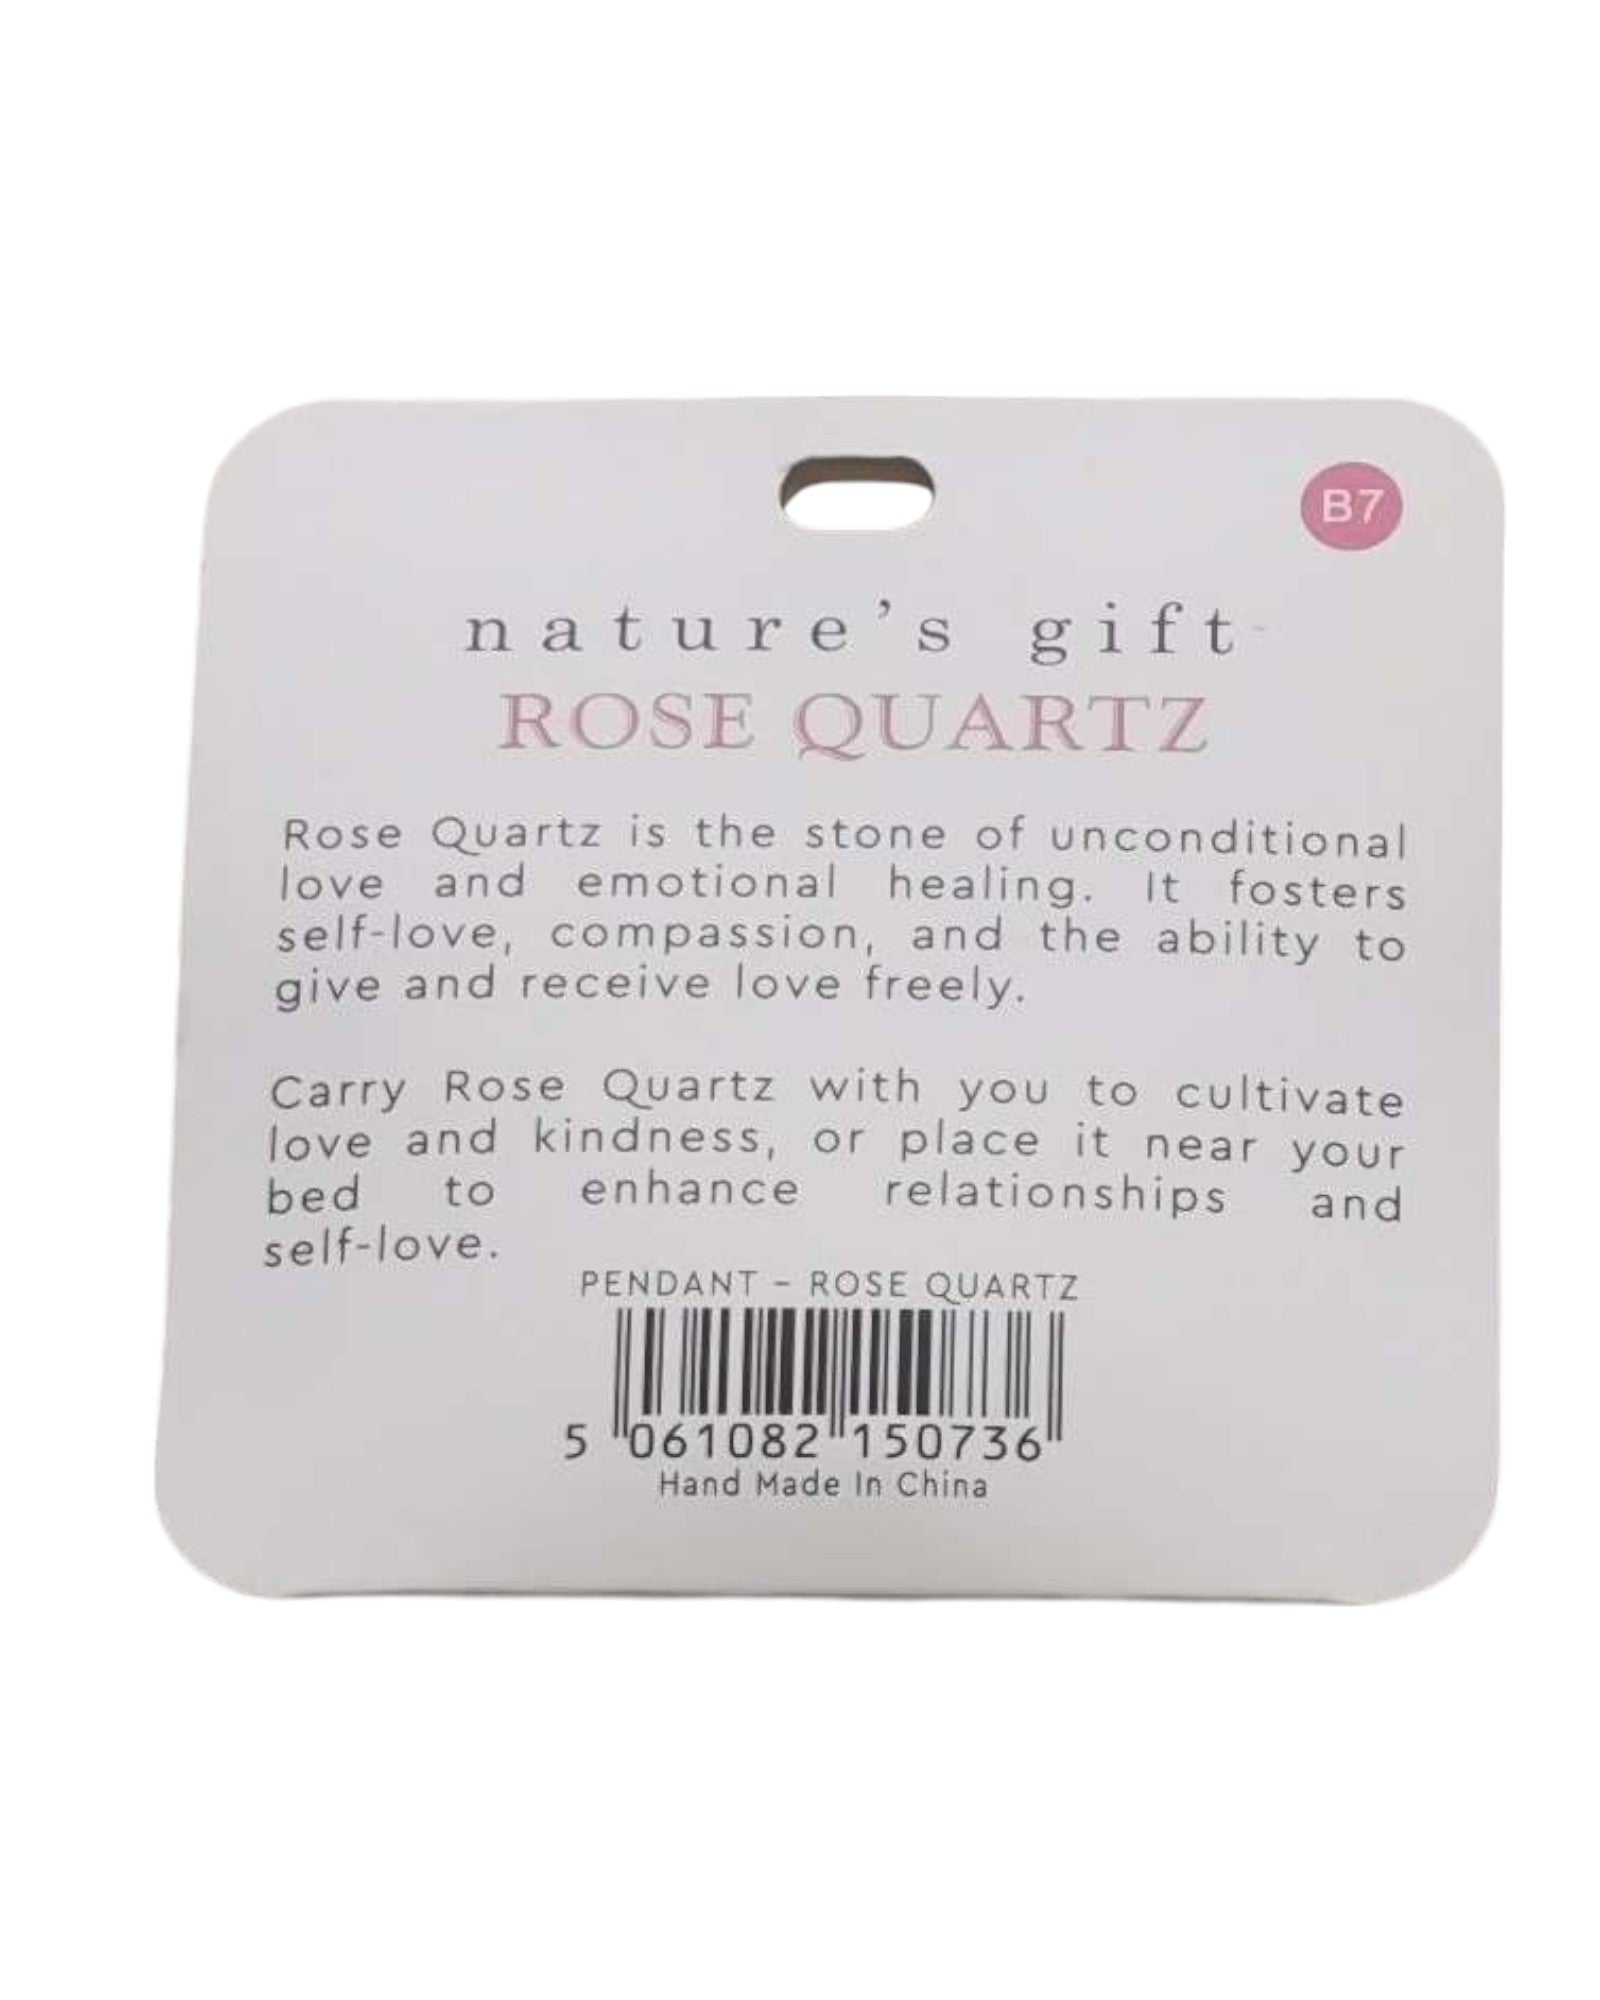 B7
nature's gift
ROSE QUARTZ
Rose Quartz is the stone of unconditional
love and emotional healing. It fosters
self-love, compassion, and the ability to
give and receive love freely.
Carry Rose Quartz with you to cultivate
love and kindness, or place it near your
bed to enhance relationships and
self-love.
PENDANT - ROSE QUARTZ
5 061082 150736
Hand Made In China